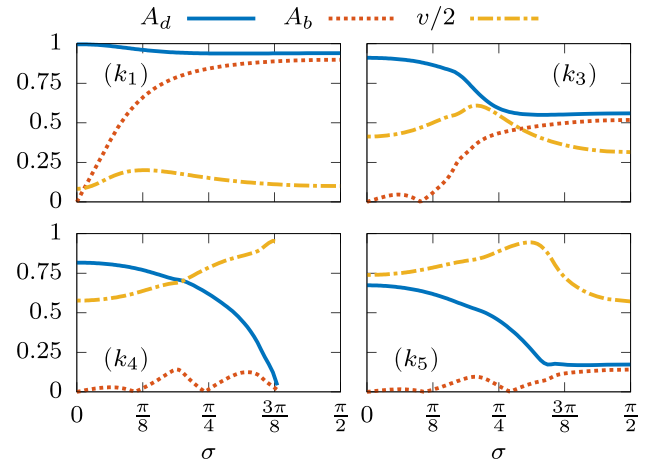 A_d A_b v/2
1 0.75 0.5 0.25 0
(k_1)
(k_3)
1 0.75 0.5 0.25 0
(k_4)
(k_5)
0 π/8 π/4 3π/8 π/2
0 π/8 π/4 3π/8 π/2
σ σ